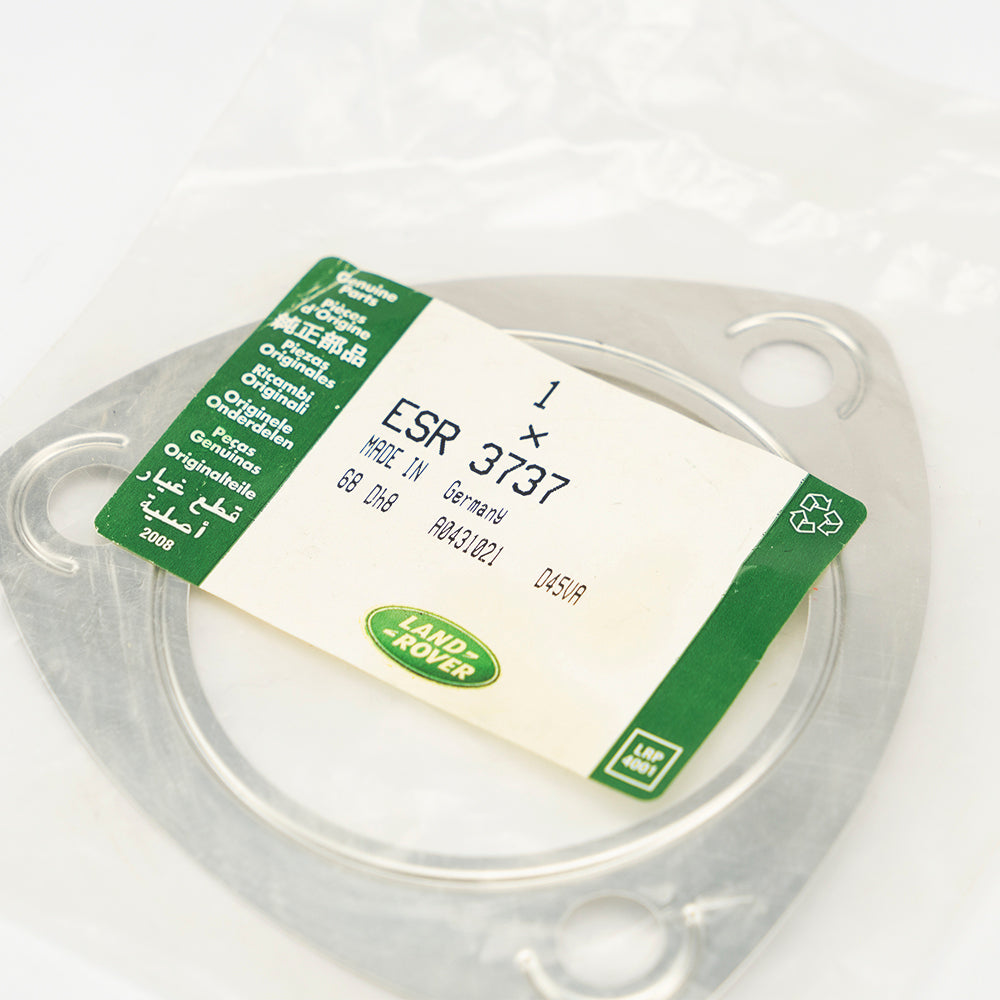 Genuine
Parts
Pièces
d'Origine
純正部品
Piezas
Originales
Ricambi
Originali
Originele
Onderdelen
Peças
Genuínas
Originalteile
قطع غيار
أصلية
2008
1
×
ESR 3737
MADE IN Germany
68 Dh8 A0431021 D45VA
LAND-
-ROVER
LRP
4001